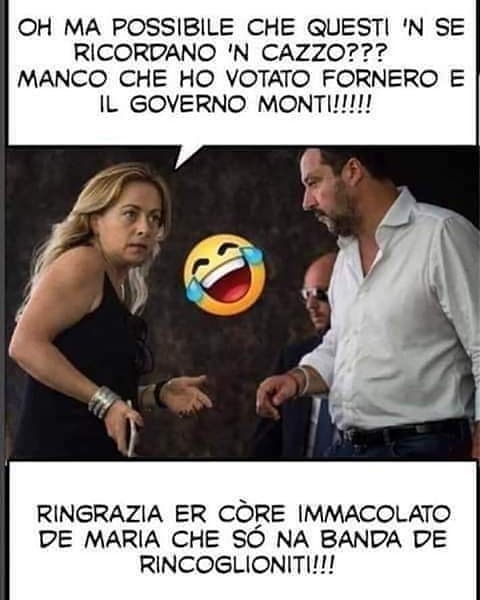 OH MA POSSIBILE CHE QUESTI 'N SE
RICORDANO 'N CAZZO???
MANCO CHE HO VOTATO FORNERO E
IL GOVERNO MONTI!!!!!
RINGRAZIA ER CÒRE IMMACOLATO
DE MARIA CHE SÓ NA BANDA DE
RINCOGLIONITI!!!